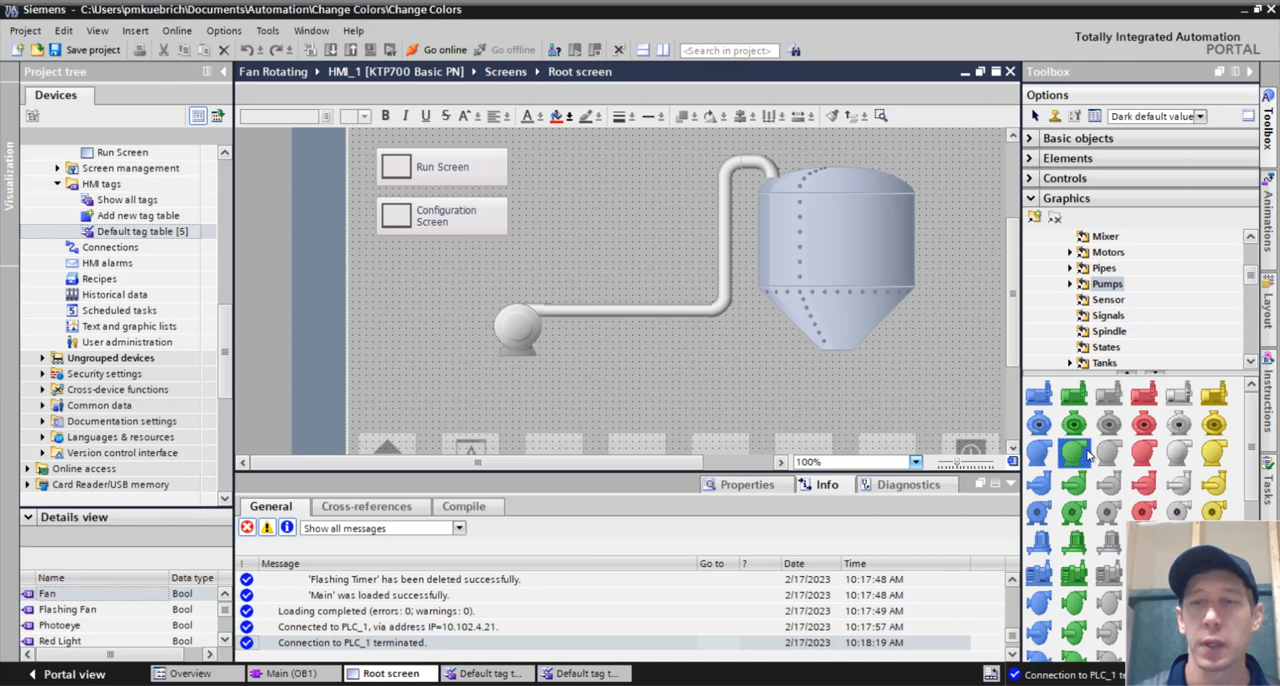 Siemens - C:\Users\pmkuebrich\Documents\Automation\Change Colors\Change Colors
Project Edit View Insert Online Options Tools Window Help
Totally Integrated Automation
PORTAL
Save project Go online Go offline <Search in project>
Project tree
Devices
Run Screen
Screen management
HMI tags
Show all tags
Add new tag table
Default tag table [5]
Connections
HMI alarms
Recipes
Historical data
Scheduled tasks
Text and graphic lists
User administration
Ungrouped devices
Security settings
Cross-device functions
Common data
Documentation settings
Languages & resources
Version control interface
Online access
Card Reader/USB memory
Details view
Name Data type
Fan Bool
Flashing Fan Bool
Photoeye Bool
Red Light Bool
Visualization
Fan Rotating HMI_1 [KTP700 Basic PN] Screens Root screen
B I U S A
Run Screen
Configuration
Screen
100%
Properties Info Diagnostics
General Cross-references Compile
Show all messages
! Message Go to ? Date Time
'Flashing Timer' has been deleted successfully. 2/17/2023 10:17:48 AM
'Main' was loaded successfully. 2/17/2023 10:17:48 AM
Loading completed (errors: 0; warnings: 0). 2/17/2023 10:17:49 AM
Connected to PLC_1, via address IP=10.102.4.21. 2/17/2023 10:17:57 AM
Connection to PLC_1 terminated. 2/17/2023 10:18:19 AM
Toolbox
Options
Dark default value
Basic objects
Elements
Controls
Graphics
Mixer
Motors
Pipes
Pumps
Sensor
Signals
Spindle
States
Tanks
Toolbox
Animations
Layout
Instructions
Tasks
Portal view Overview Main (OB1) Root screen Default tag t... Default tag t... Connection to PLC_1 te